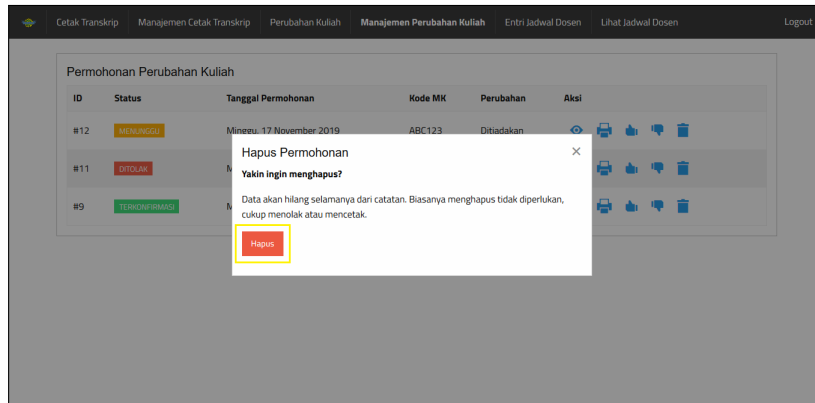 Cetak Transkrip Manajemen Cetak Transkrip Perubahan Kuliah Manajemen Perubahan Kuliah Entri Jadwal Dosen Lihat Jadwal Dosen Logout
Permohonan Perubahan Kuliah
ID Status Tanggal Permohonan Kode MK Perubahan Aksi
#12 MENUNGGU Minggu, 17 November 2019 ABC123 Ditiadakan
Hapus Permohonan ×
#11 DITOLAK M
Yakin ingin menghapus?
Data akan hilang selamanya dari catatan. Biasanya menghapus tidak diperlukan,
#9 TERKONFIRMASI M
cukup menolak atau mencetak.
Hapus